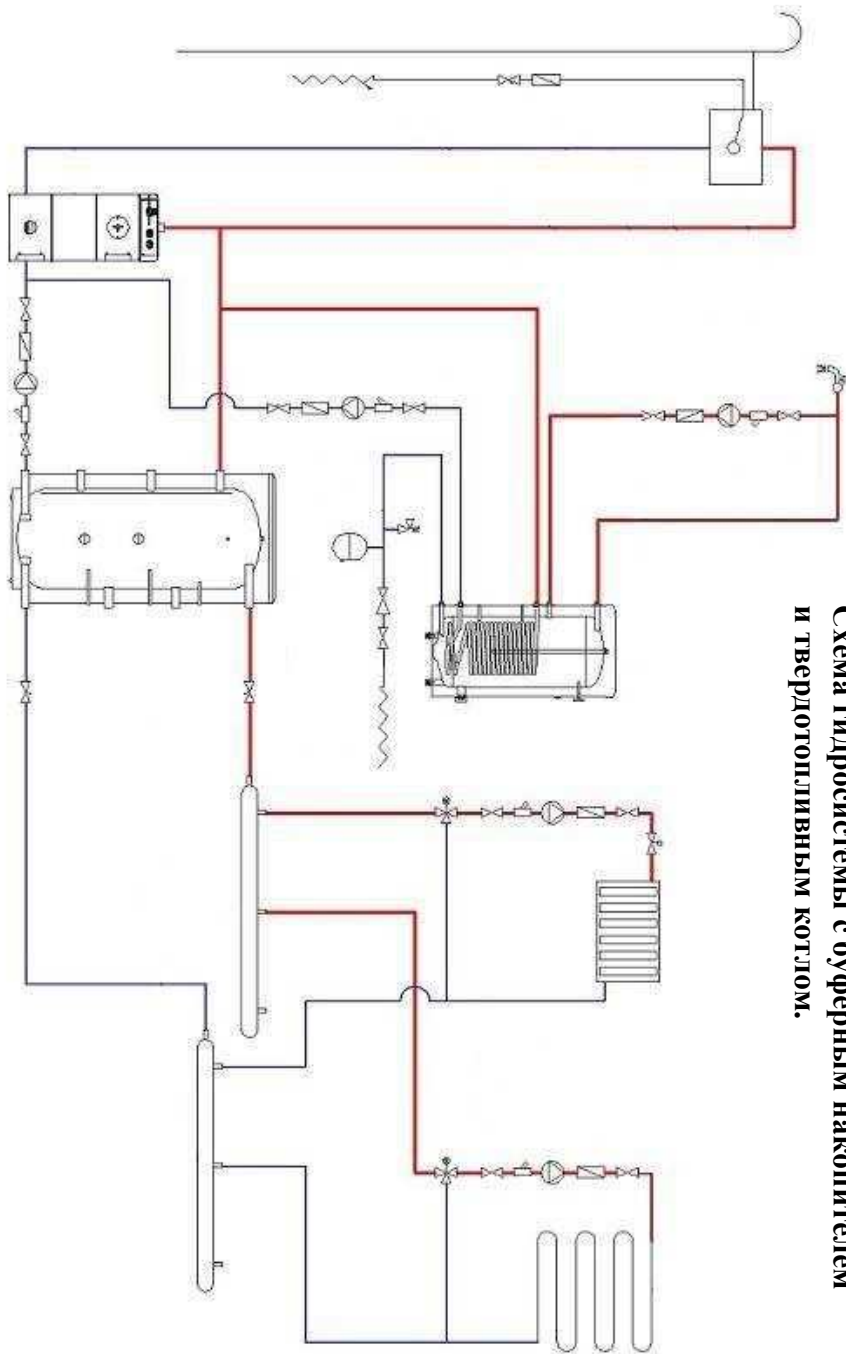 Схема гидросистемы с буферным накопителем
и твердотопливным котлом.